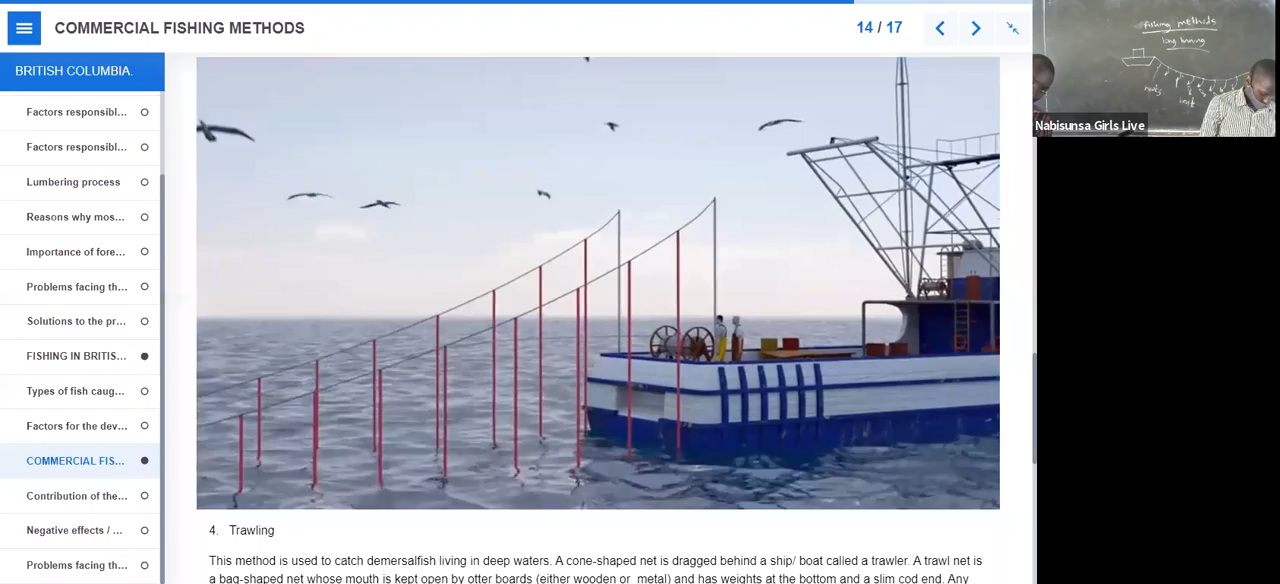 COMMERCIAL FISHING METHODS
14 / 17
BRITISH COLUMBIA.
Factors responsibl...
Factors responsibl...
Lumbering process
Reasons why mos...
Importance of fore...
Problems facing th...
Solutions to the pr...
FISHING IN BRITIS...
Types of fish caug...
Factors for the dev...
COMMERCIAL FIS...
Contribution of the...
Negative effects / ...
Problems facing th...
4. Trawling
This method is used to catch demersalfish living in deep waters. A cone-shaped net is dragged behind a ship/ boat called a trawler. A trawl net is
a bag-shaped net whose mouth is kept open by otter boards (either wooden or metal) and has weights at the bottom and a slim cod end. Any
Fishing methods
long
Nabisunsa Girls Live